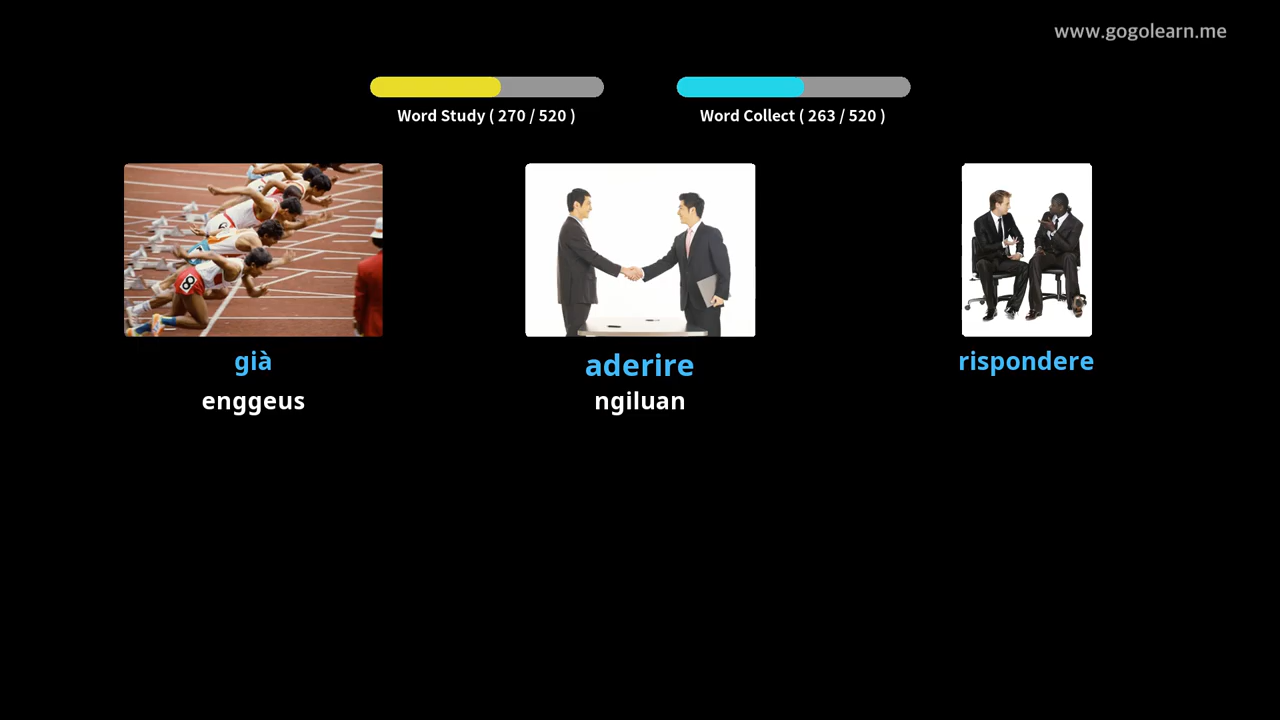 www.gogolearn.me
Word Study ( 270 / 520 )
Word Collect ( 263 / 520 )
già
aderire
rispondere
enggeus
ngiluan